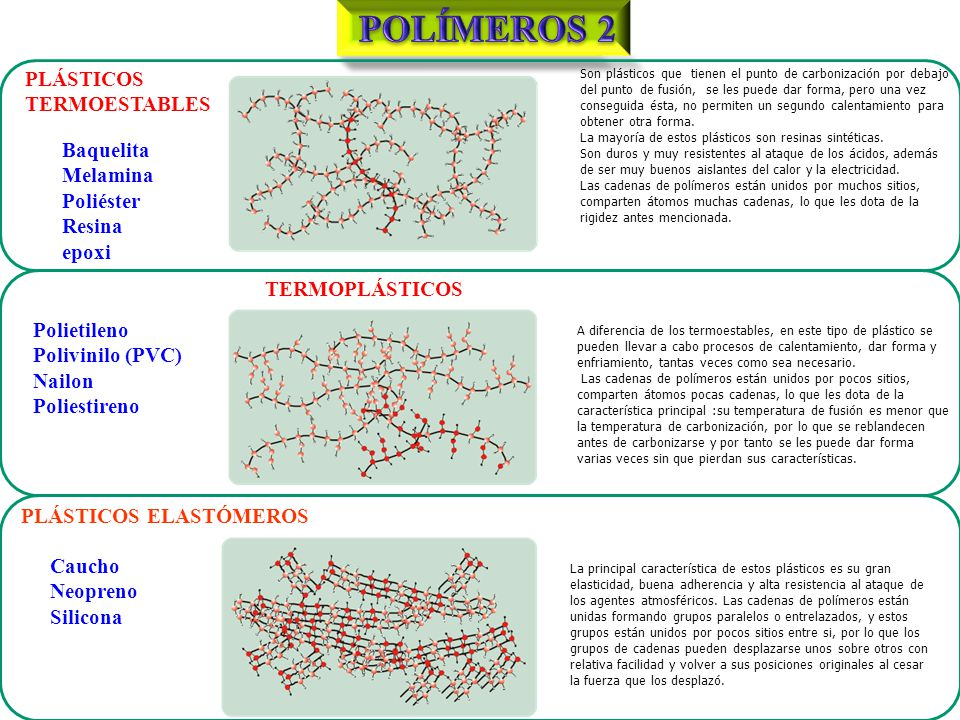 POLÍMEROS 2
PLÁSTICOS
TERMOESTABLES
Baquelita
Melamina
Poliéster
Resina
epoxi
Son plásticos que tienen el punto de carbonización por debajo
del punto de fusión, se les puede dar forma, pero una vez
conseguida ésta, no permiten un segundo calentamiento para
obtener otra forma.
La mayoría de estos plásticos son resinas sintéticas.
Son duros y muy resistentes al ataque de los ácidos, además
de ser muy buenos aislantes del calor y la electricidad.
Las cadenas de polímeros están unidos por muchos sitios,
comparten átomos muchas cadenas, lo que les dota de la
rigidez antes mencionada.
TERMOPLÁSTICOS
Polietileno
Polivinilo (PVC)
Nailon
Poliestireno
A diferencia de los termoestables, en este tipo de plástico se
pueden llevar a cabo procesos de calentamiento, dar forma y
enfriamiento, tantas veces como sea necesario.
Las cadenas de polímeros están unidos por pocos sitios,
comparten átomos pocas cadenas, lo que les dota de la
característica principal :su temperatura de fusión es menor que
la temperatura de carbonización, por lo que se reblandecen
antes de carbonizarse y por tanto se les puede dar forma
varias veces sin que pierdan sus características.
PLÁSTICOS ELASTÓMEROS
Caucho
Neopreno
Silicona
La principal característica de estos plásticos es su gran
elasticidad, buena adherencia y alta resistencia al ataque de
los agentes atmosféricos. Las cadenas de polímeros están
unidas formando grupos paralelos o entrelazados, y estos
grupos están unidos por pocos sitios entre si, por lo que los
grupos de cadenas pueden desplazarse unos sobre otros con
relativa facilidad y volver a sus posiciones originales al cesar
la fuerza que los desplazó.